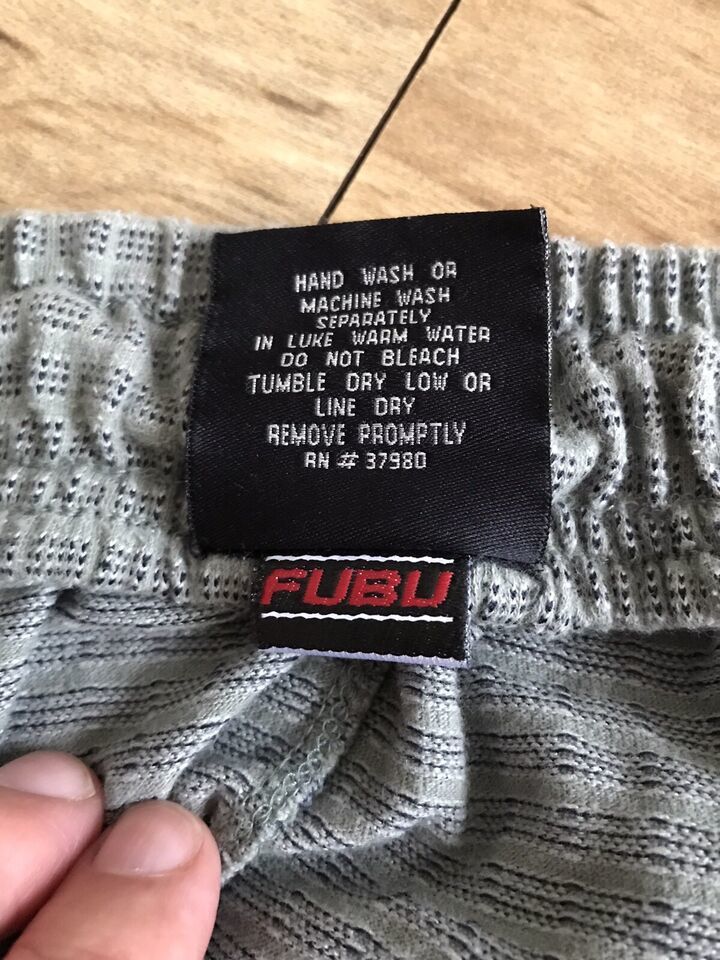 HAND WASH OR
MACHINE WASH
SEPARATELY
IN LUKE WARM WATER
DO NOT BLEACH
TUMBLE DRY LOW OR
LINE DRY
REMOVE PROMPTLY
RN # 37980
FUBU